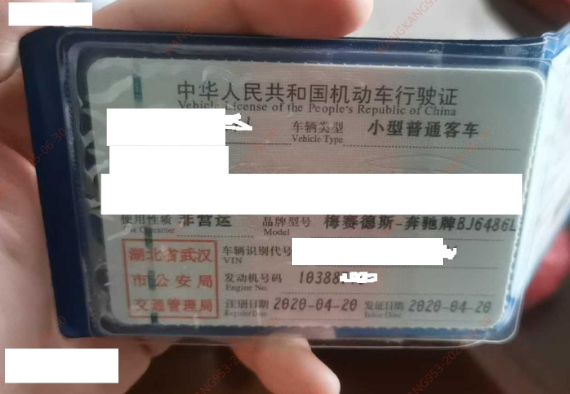 中华人民共和国机动车行驶证
Vehicle License of the People's Republic of China
车辆类型 小型普通客车
Vehicle Type
使用性质 非营运 品牌型号 梅赛德斯-奔驰牌BJ6486L
Model
湖北省武汉
市公安局
交通管理局
车辆识别代号
VIN
发动机号码 10388
Engine No.
注册日期 2020-04-20 发证日期 2020-04-20
Register Date Issue Date